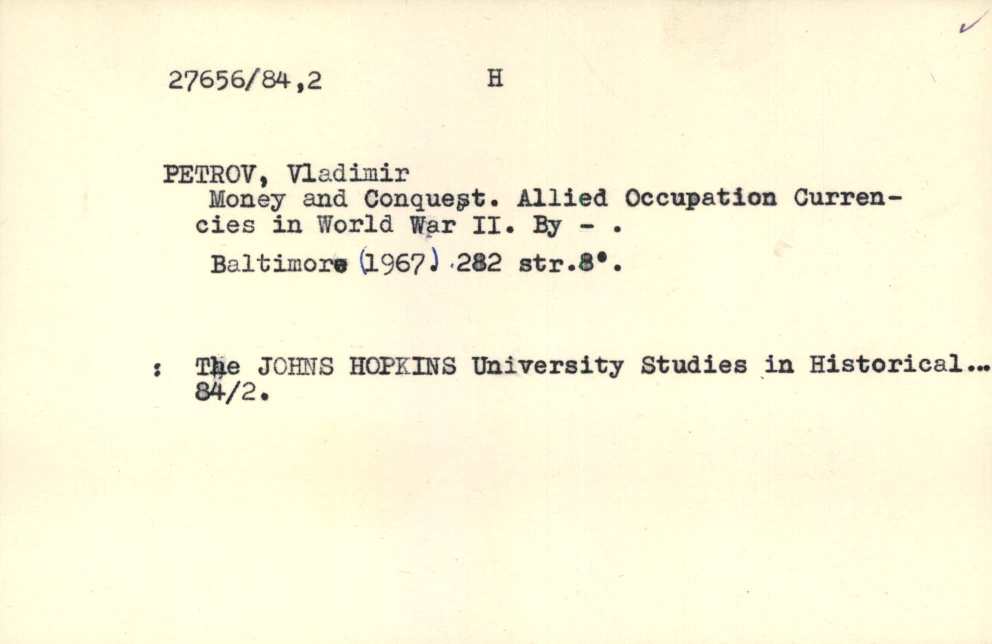 27656/84,2 H
PETROV, Vladimir
Money and Conquest. Allied Occupation Curren-
cies in World War II. By - .
Baltimore (1967). 282 str.8°.
: The JOHNS HOPKINS University Studies in Historical...
84/2.